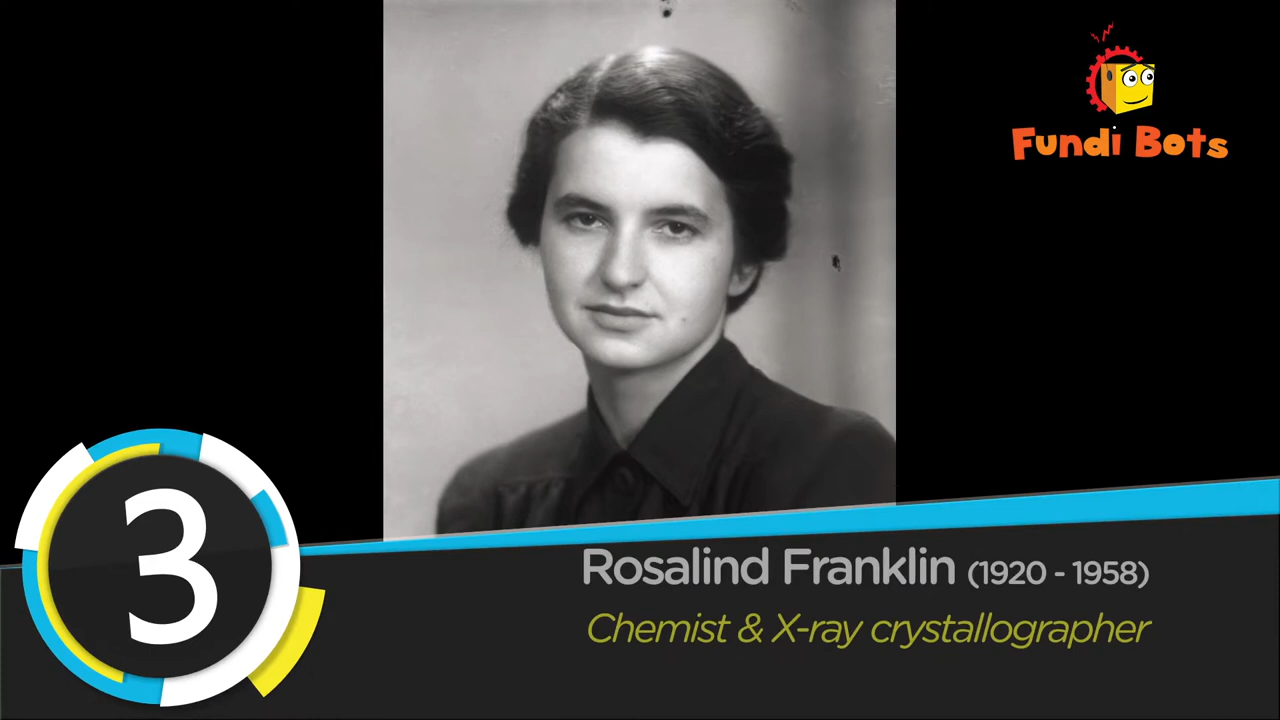 Fundi Bots
3
Rosalind Franklin (1920 - 1958)
Chemist & X-ray crystallographer